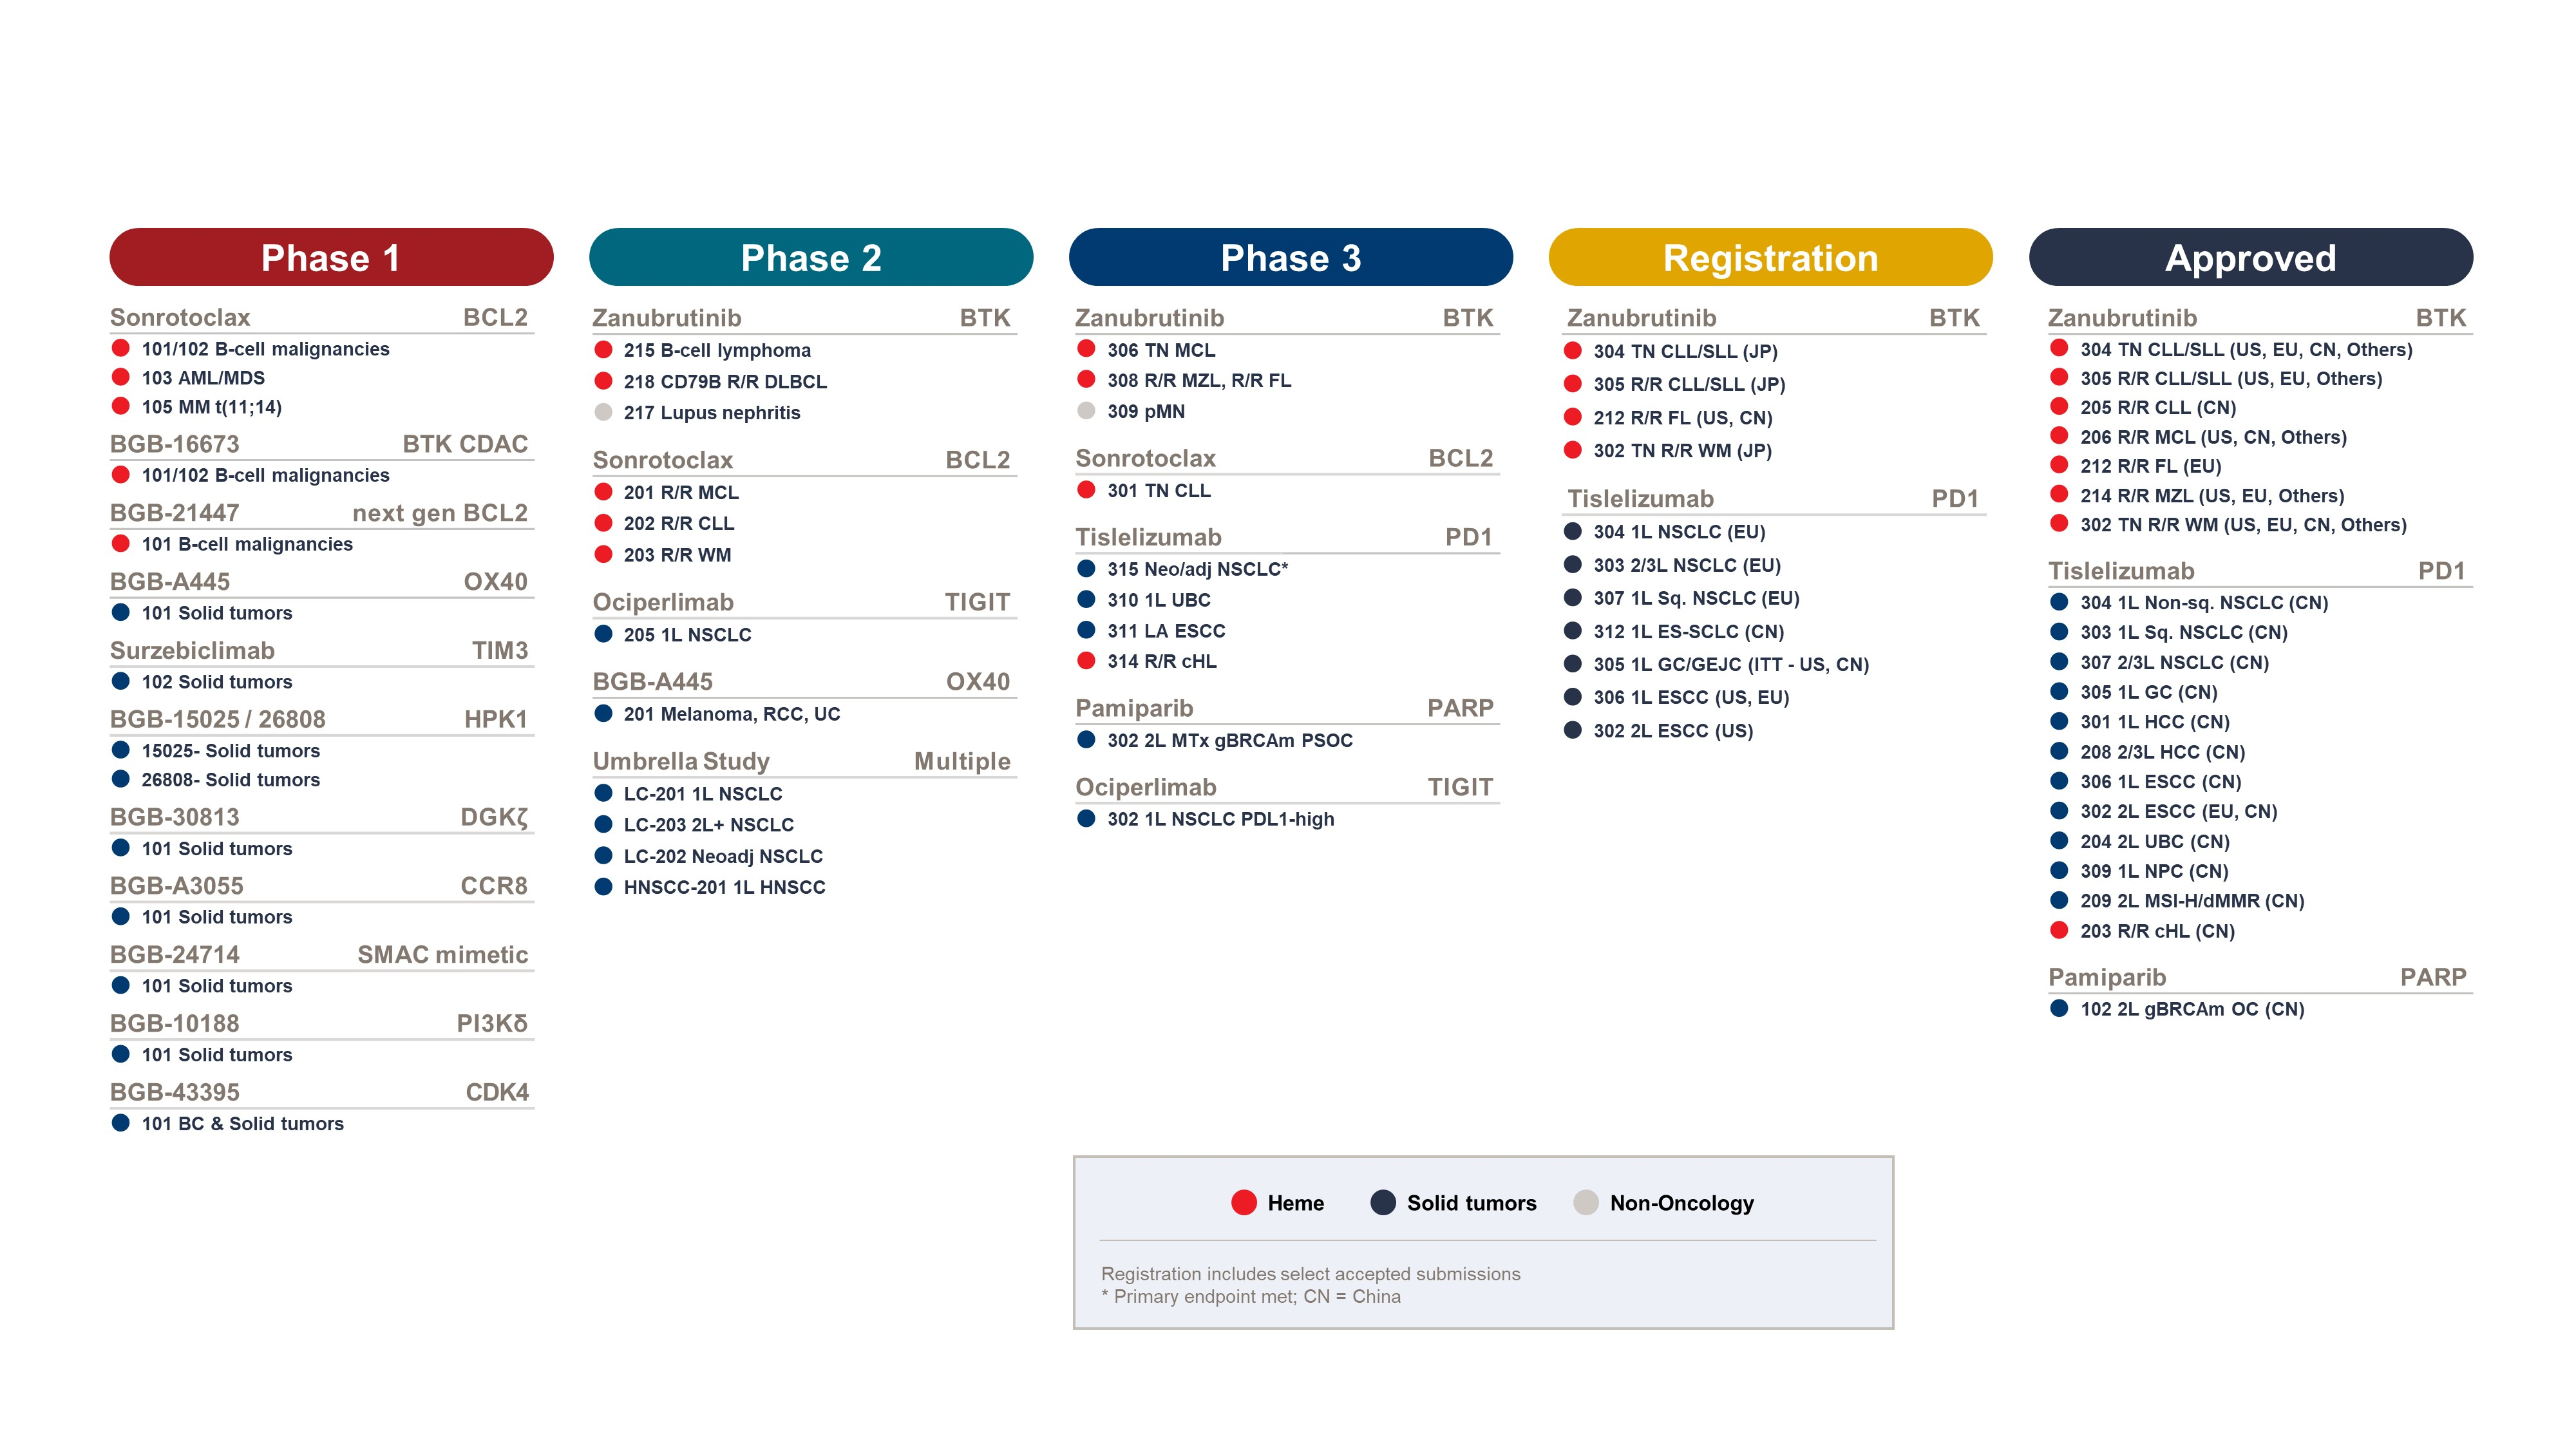 Phase 1
Sonrotoclax BCL2
101/102 B-cell malignancies
103 AML/MDS
105 MM t(11;14)
BGB-16673 BTK CDAC
101/102 B-cell malignancies
BGB-21447 next gen BCL2
101 B-cell malignancies
BGB-A445 OX40
101 Solid tumors
Surzebiclimab TIM3
102 Solid tumors
BGB-15025 / 26808 HPK1
15025- Solid tumors
26808- Solid tumors
BGB-30813 DGKζ
101 Solid tumors
BGB-A3055 CCR8
101 Solid tumors
BGB-24714 SMAC mimetic
101 Solid tumors
BGB-10188 PI3Kδ
101 Solid tumors
BGB-43395 CDK4
101 BC & Solid tumors
Phase 2
Zanubrutinib BTK
215 B-cell lymphoma
218 CD79B R/R DLBCL
217 Lupus nephritis
Sonrotoclax BCL2
201 R/R MCL
202 R/R CLL
203 R/R WM
Ociperlimab TIGIT
205 1L NSCLC
BGB-A445 OX40
201 Melanoma, RCC, UC
Umbrella Study Multiple
LC-201 1L NSCLC
LC-203 2L+ NSCLC
LC-202 Neoadj NSCLC
HNSCC-201 1L HNSCC
Phase 3
Zanubrutinib BTK
306 TN MCL
308 R/R MZL, R/R FL
309 pMN
Sonrotoclax BCL2
301 TN CLL
Tislelizumab PD1
315 Neo/adj NSCLC*
310 1L UBC
311 LA ESCC
314 R/R cHL
Pamiparib PARP
302 2L MTx gBRCAm PSOC
Ociperlimab TIGIT
302 1L NSCLC PDL1-high
Registration
Zanubrutinib BTK
304 TN CLL/SLL (JP)
305 R/R CLL/SLL (JP)
212 R/R FL (US, CN)
302 TN R/R WM (JP)
Tislelizumab PD1
304 1L NSCLC (EU)
303 2/3L NSCLC (EU)
307 1L Sq. NSCLC (EU)
312 1L ES-SCLC (CN)
305 1L GC/GEJC (ITT - US, CN)
306 1L ESCC (US, EU)
302 2L ESCC (US)
Approved
Zanubrutinib BTK
304 TN CLL/SLL (US, EU, CN, Others)
305 R/R CLL/SLL (US, EU, Others)
205 R/R CLL (CN)
206 R/R MCL (US, CN, Others)
212 R/R FL (EU)
214 R/R MZL (US, EU, Others)
302 TN R/R WM (US, EU, CN, Others)
Tislelizumab PD1
304 1L Non-sq. NSCLC (CN)
303 1L Sq. NSCLC (CN)
307 2/3L NSCLC (CN)
305 1L GC (CN)
301 1L HCC (CN)
208 2/3L HCC (CN)
306 1L ESCC (CN)
302 2L ESCC (EU, CN)
204 2L UBC (CN)
309 1L NPC (CN)
209 2L MSI-H/dMMR (CN)
203 R/R cHL (CN)
Pamiparib PARP
102 2L gBRCAm OC (CN)
Heme Solid tumors Non-Oncology
Registration includes select accepted submissions
* Primary endpoint met; CN = China